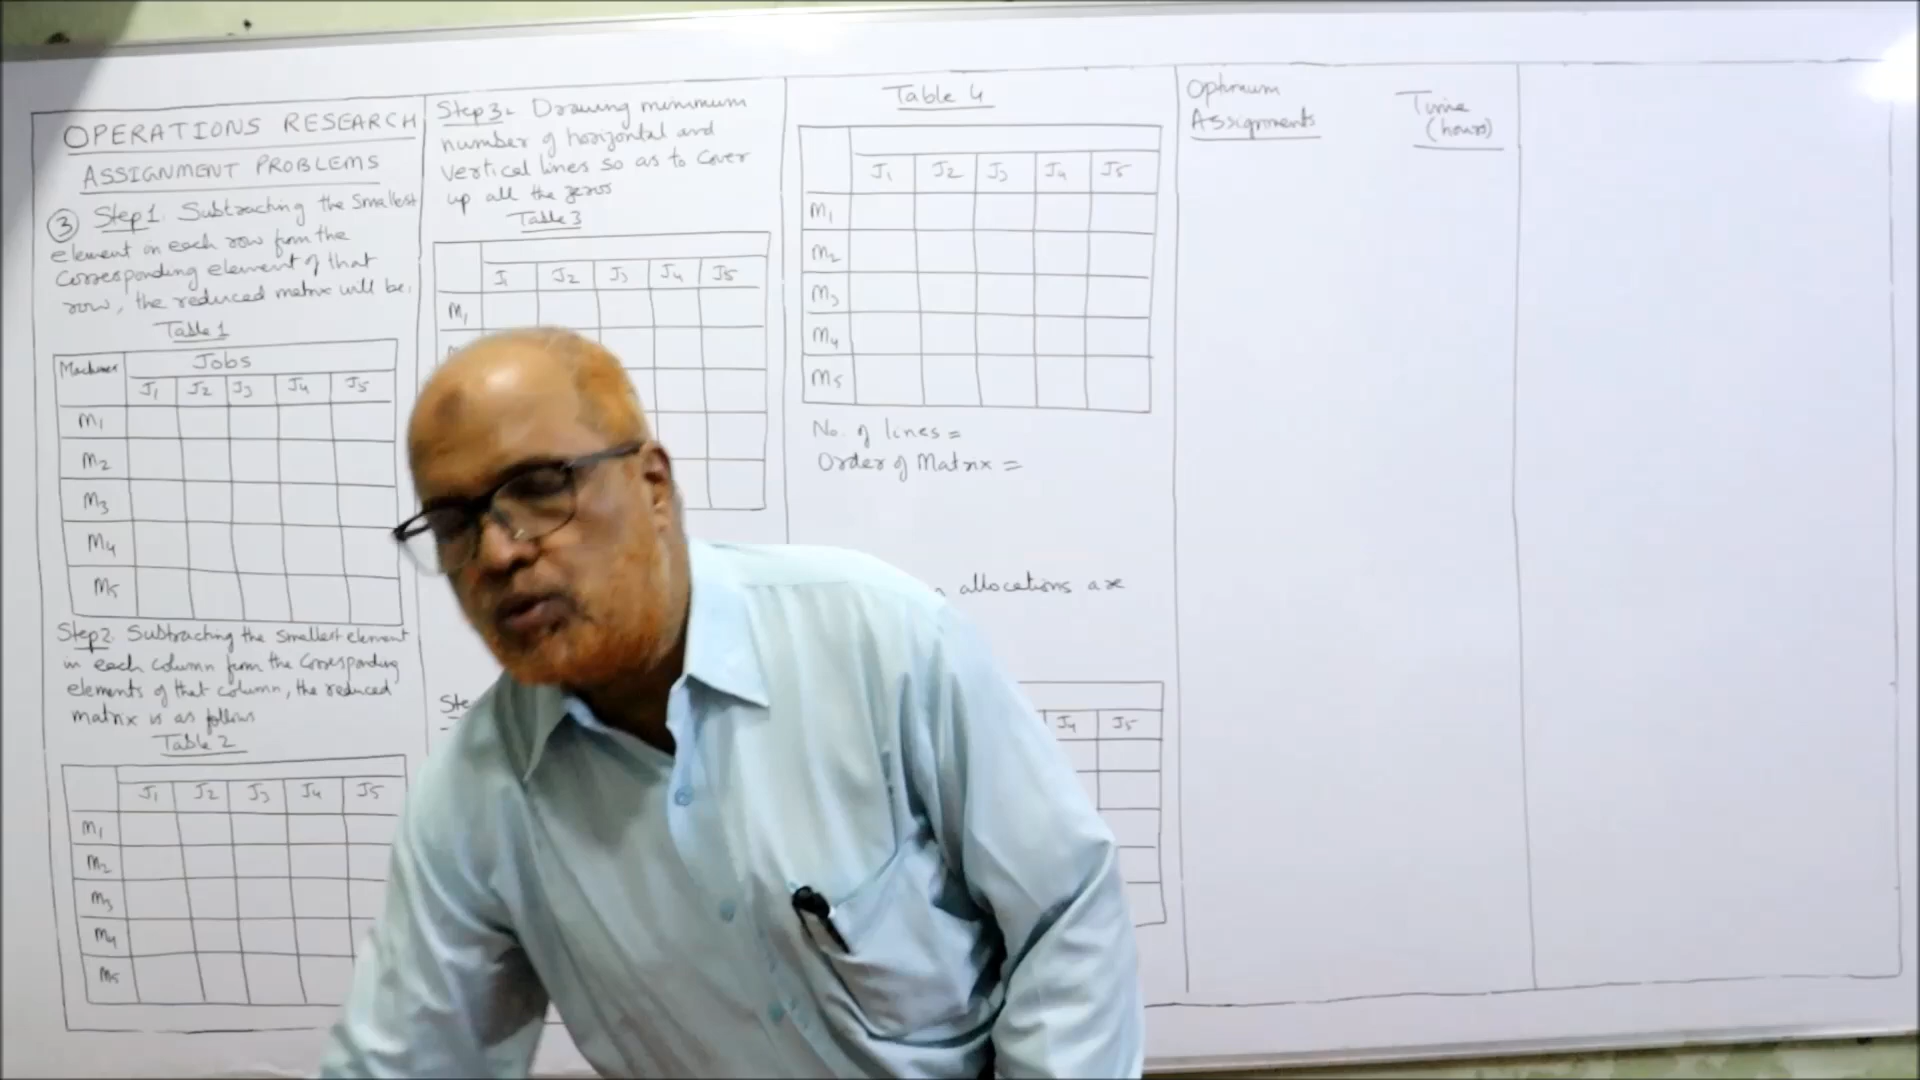 OPERATIONS RESEARCH
ASSIGNMENT PROBLEMS
③ Step 1. Subtracting the Smallest
element in each row from the
corresponding element of that
row, the reduced matrix will be.
Table 1
Machines Jobs
J1 J2 J3 J4 J5
M1
M2
M3
M4
M5
Step 2. Subtracting the smallest element
in each column from the corresponding
elements of that column, the reduced
matrix is as follows
Table 2
J1 J2 J3 J4 J5
M1
M2
M3
M4
M5
Step 3:- Drawing minimum
number of horizontal and
vertical lines so as to cover
up all the zeros
Table 3
J1 J2 J3 J4 J5
M1
Ste
Table 4
J1 J2 J3 J4 J5
M1
M2
M3
M4
M5
No. of lines =
Order of Matrix =
allocations are
J4 J5
Optimum
Assignments
Time
(hours)